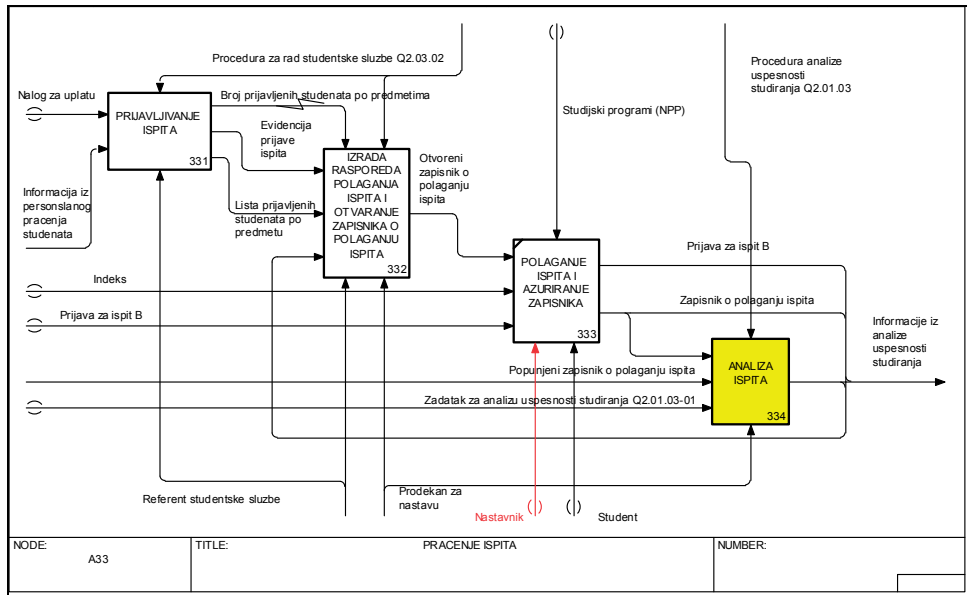 Procedura za rad studentske sluzbe Q2.03.02
Procedura analize
uspesnosti
studiranja Q2.01.03
Nalog za uplatu
Broj prijavljenih studenata po predmetima
Studijski programi (NPP)
PRIJAVLJIVANJE
ISPITA
331
Evidencija
prijave
ispita
IZRADA
RASPOREDA
POLAGANJA
ISPITA I
OTVARANJE
ZAPISNIKA O
POLAGANJU
ISPITA
332
Otvoreni
zapisnik o
polaganju
ispita
Informacija iz
personslanog
pracenja
studenata
Lista prijavljenih
studenata po
predmetu
Prijava za ispit B
POLAGANJE
ISPITA I
AZURIRANJE
ZAPISNIKA
333
Indeks
Zapisnik o polaganju ispita
Prijava za ispit B
Informacije iz
analize
uspesnosti
studiranja
ANALIZA
ISPITA
334
Popunjeni zapisnik o polaganju ispita
Zadatak za analizu uspesnosti studiranja Q2.01.03-01
Referent studentske sluzbe
Prodekan za
nastavu
Nastavnik
Student
NODE:
A33
TITLE:
PRACENJE ISPITA
NUMBER: